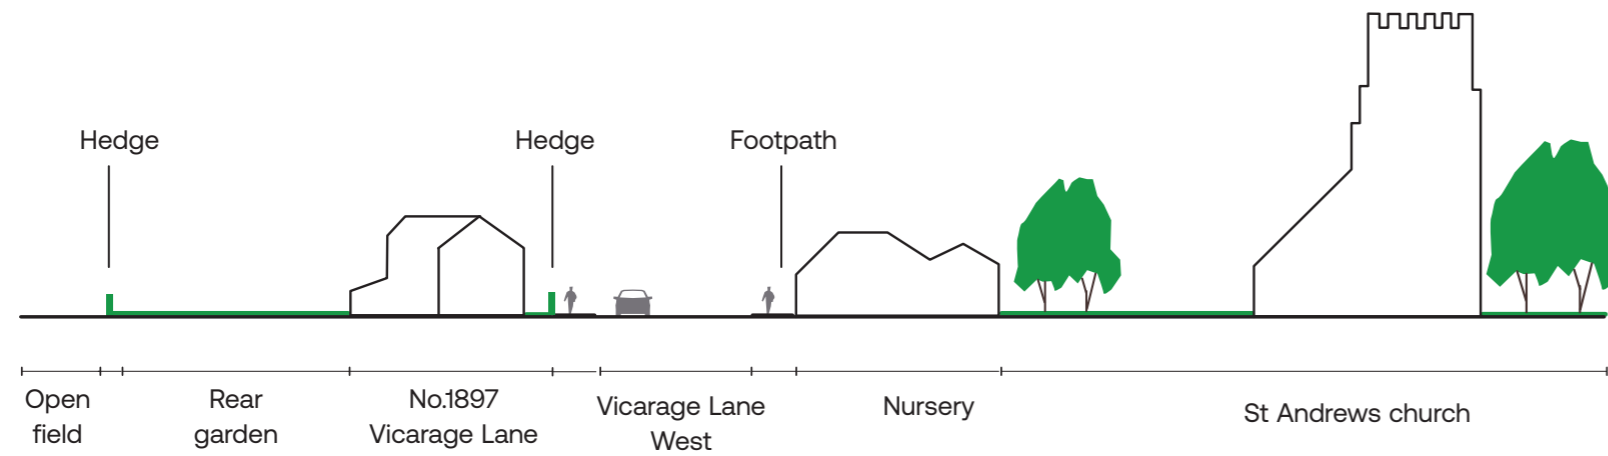 Hedge
Hedge
Footpath
Open
field
Rear
garden
No.1897
Vicarage Lane
Vicarage Lane
West
Nursery
St Andrews church